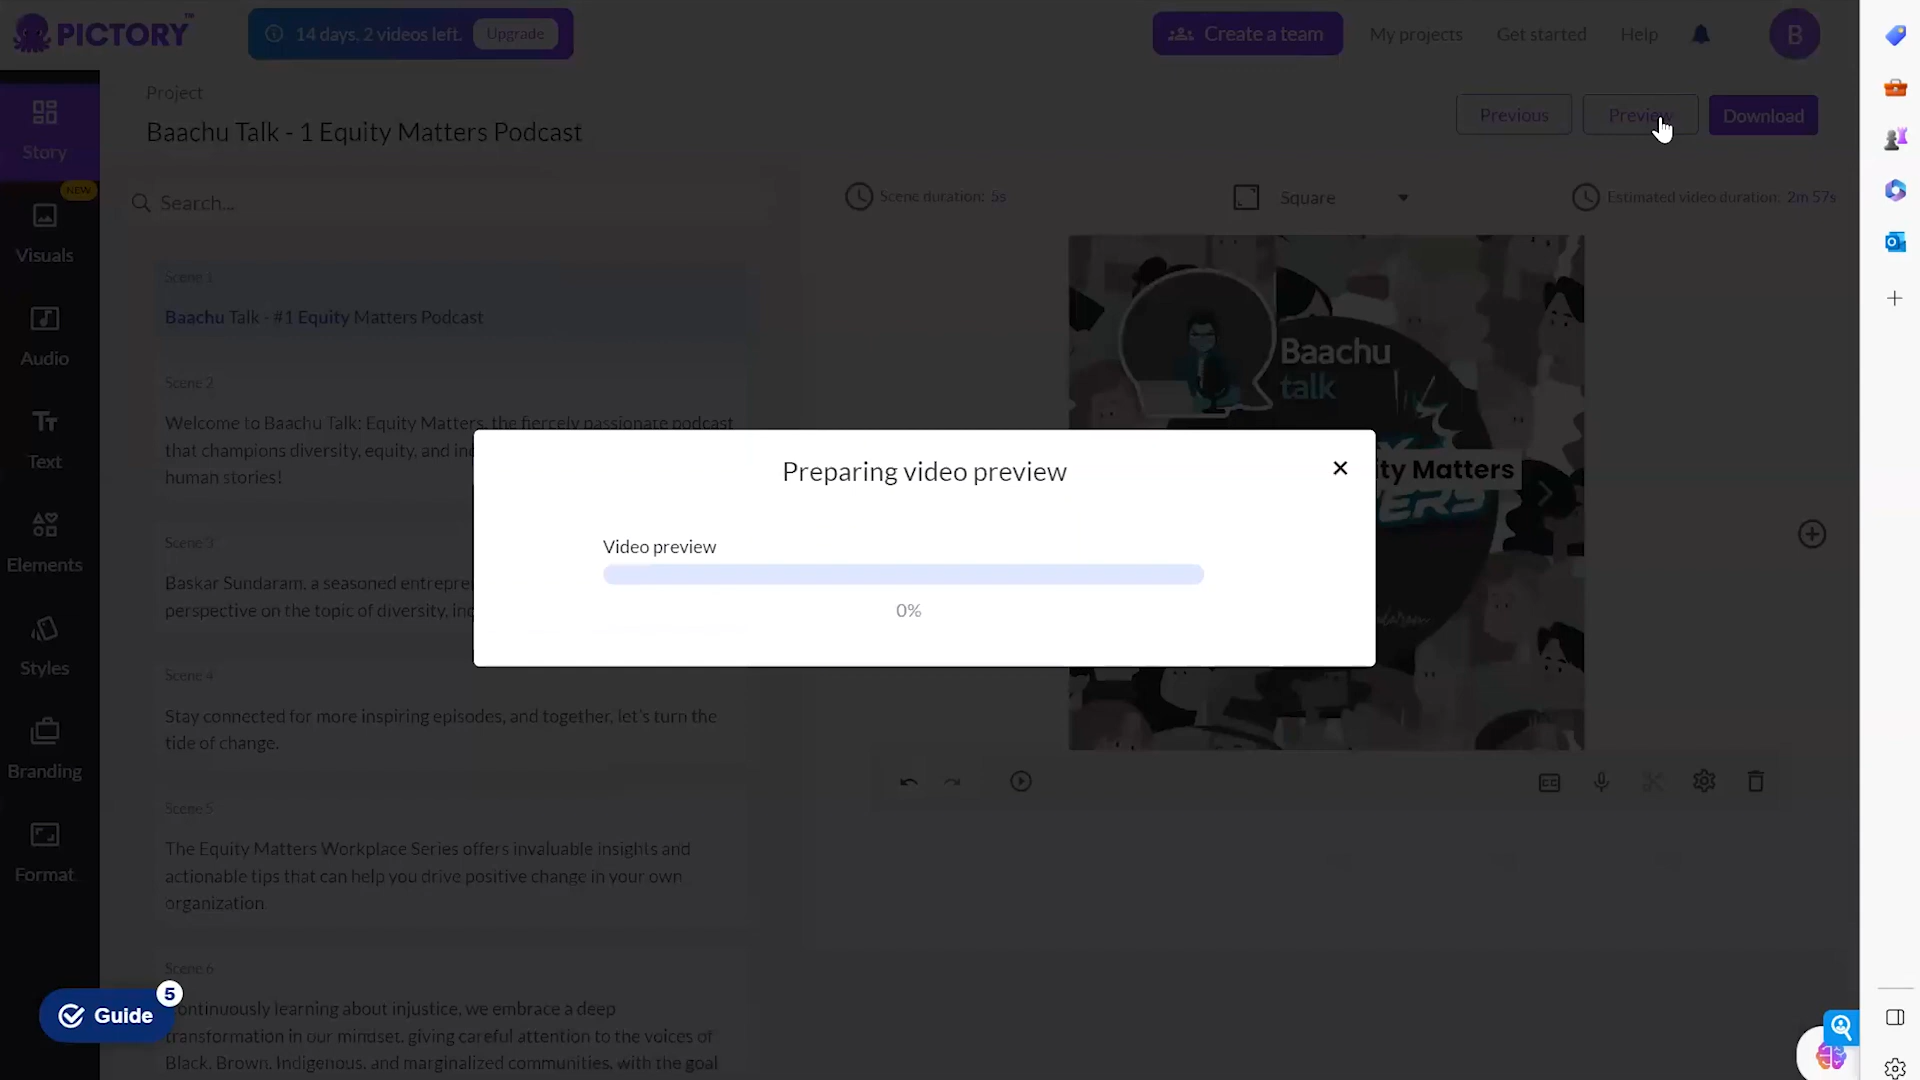 PICTORY™
14 days, 2 videos left.
Upgrade
Create a team
My projects
Get started
Help
B
Project
Baachu Talk - 1 Equity Matters Podcast
Previous
Preview
Download
Story
NEW
Visuals
Audio
Text
Elements
Styles
Branding
Format
Search...
Scene duration: 5s
Square
Estimated video duration: 2m 57s
Scene 1
Baachu Talk - #1 Equity Matters Podcast
Scene 2
Welcome to Baachu Talk: Equity Matters, the fiercely passionate podcast
that champions diversity, equity, and
human stories!
Scene 3
Baskar Sundaram, a seasoned
perspective on the topic of diversity,
Scene 4
Stay connected for more inspiring episodes, and together, let's turn the
tide of change.
Scene 5
The Equity Matters Workplace Series offers invaluable insights and
actionable tips that can help you drive positive change in your own
organization.
Scene 6
Continuously learning about injustice, we embrace a deep
transformation in our mindset, giving careful attention to the voices of
Black, Brown, Indigenous, and marginalized communities, with the goal
Baachu
talk
Matters
CC
Preparing video preview
Video preview
0%
Guide
5